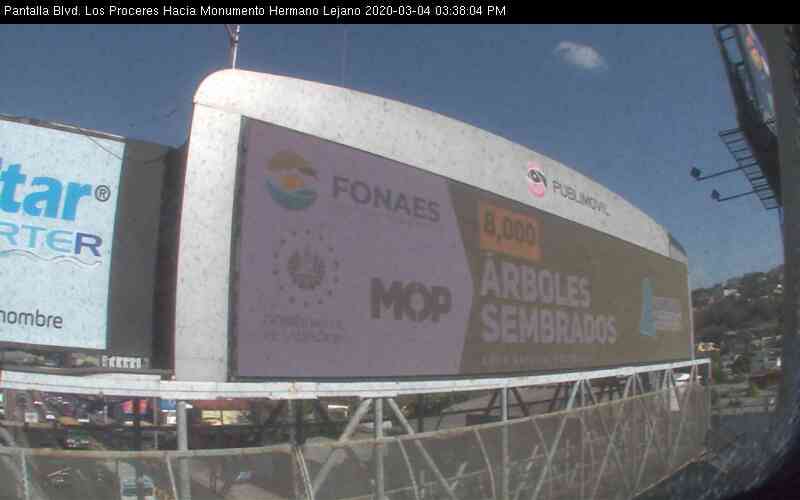 Pantalla Blvd. Los Proceres Hacia Monumento Hermano Lejano 2020-03-04 03:38:04 PM
tar®
RTER
nombre
PUBLIMOVIL
FONAES
MOP
8,000
ÁRBOLES
SEMBRADOS